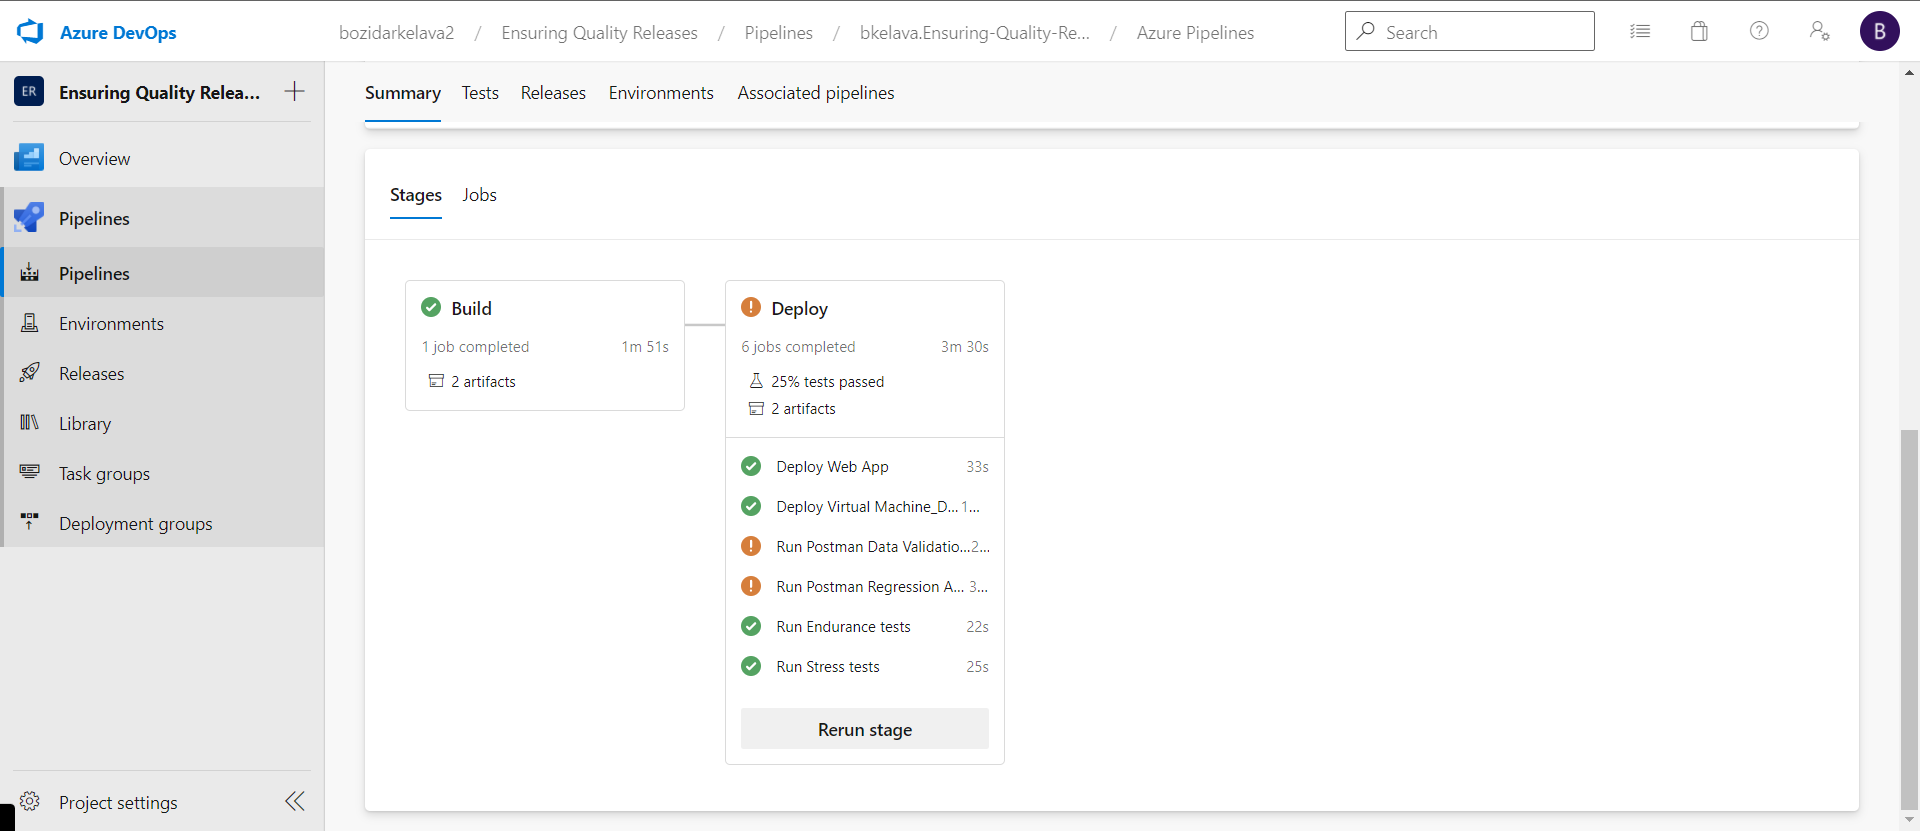 Azure DevOps
bozidarkelava2 / Ensuring Quality Releases / Pipelines / bkelava.Ensuring-Quality-Re... / Azure Pipelines
Search
B
ER Ensuring Quality Relea...
Overview
Pipelines
Pipelines
Environments
Releases
Library
Task groups
Deployment groups
Project settings
Summary Tests Releases Environments Associated pipelines
Stages Jobs
Build
1 job completed 1m 51s
2 artifacts
Deploy
6 jobs completed 3m 30s
25% tests passed
2 artifacts
Deploy Web App 33s
Deploy Virtual Machine_D... 1...
Run Postman Data Validatio... 2...
Run Postman Regression A... 3...
Run Endurance tests 22s
Run Stress tests 25s
Rerun stage